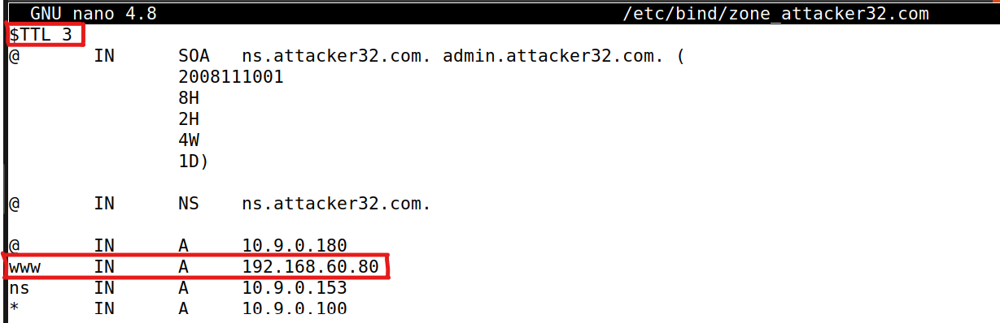 GNU nano 4.8 /etc/bind/zone_attacker32.com
$TTL 3
@ IN SOA ns.attacker32.com. admin.attacker32.com. (
2008111001
8H
2H
4W
1D)
@ IN NS ns.attacker32.com.
@ IN A 10.9.0.180
www IN A 192.168.60.80
ns IN A 10.9.0.153
* IN A 10.9.0.100